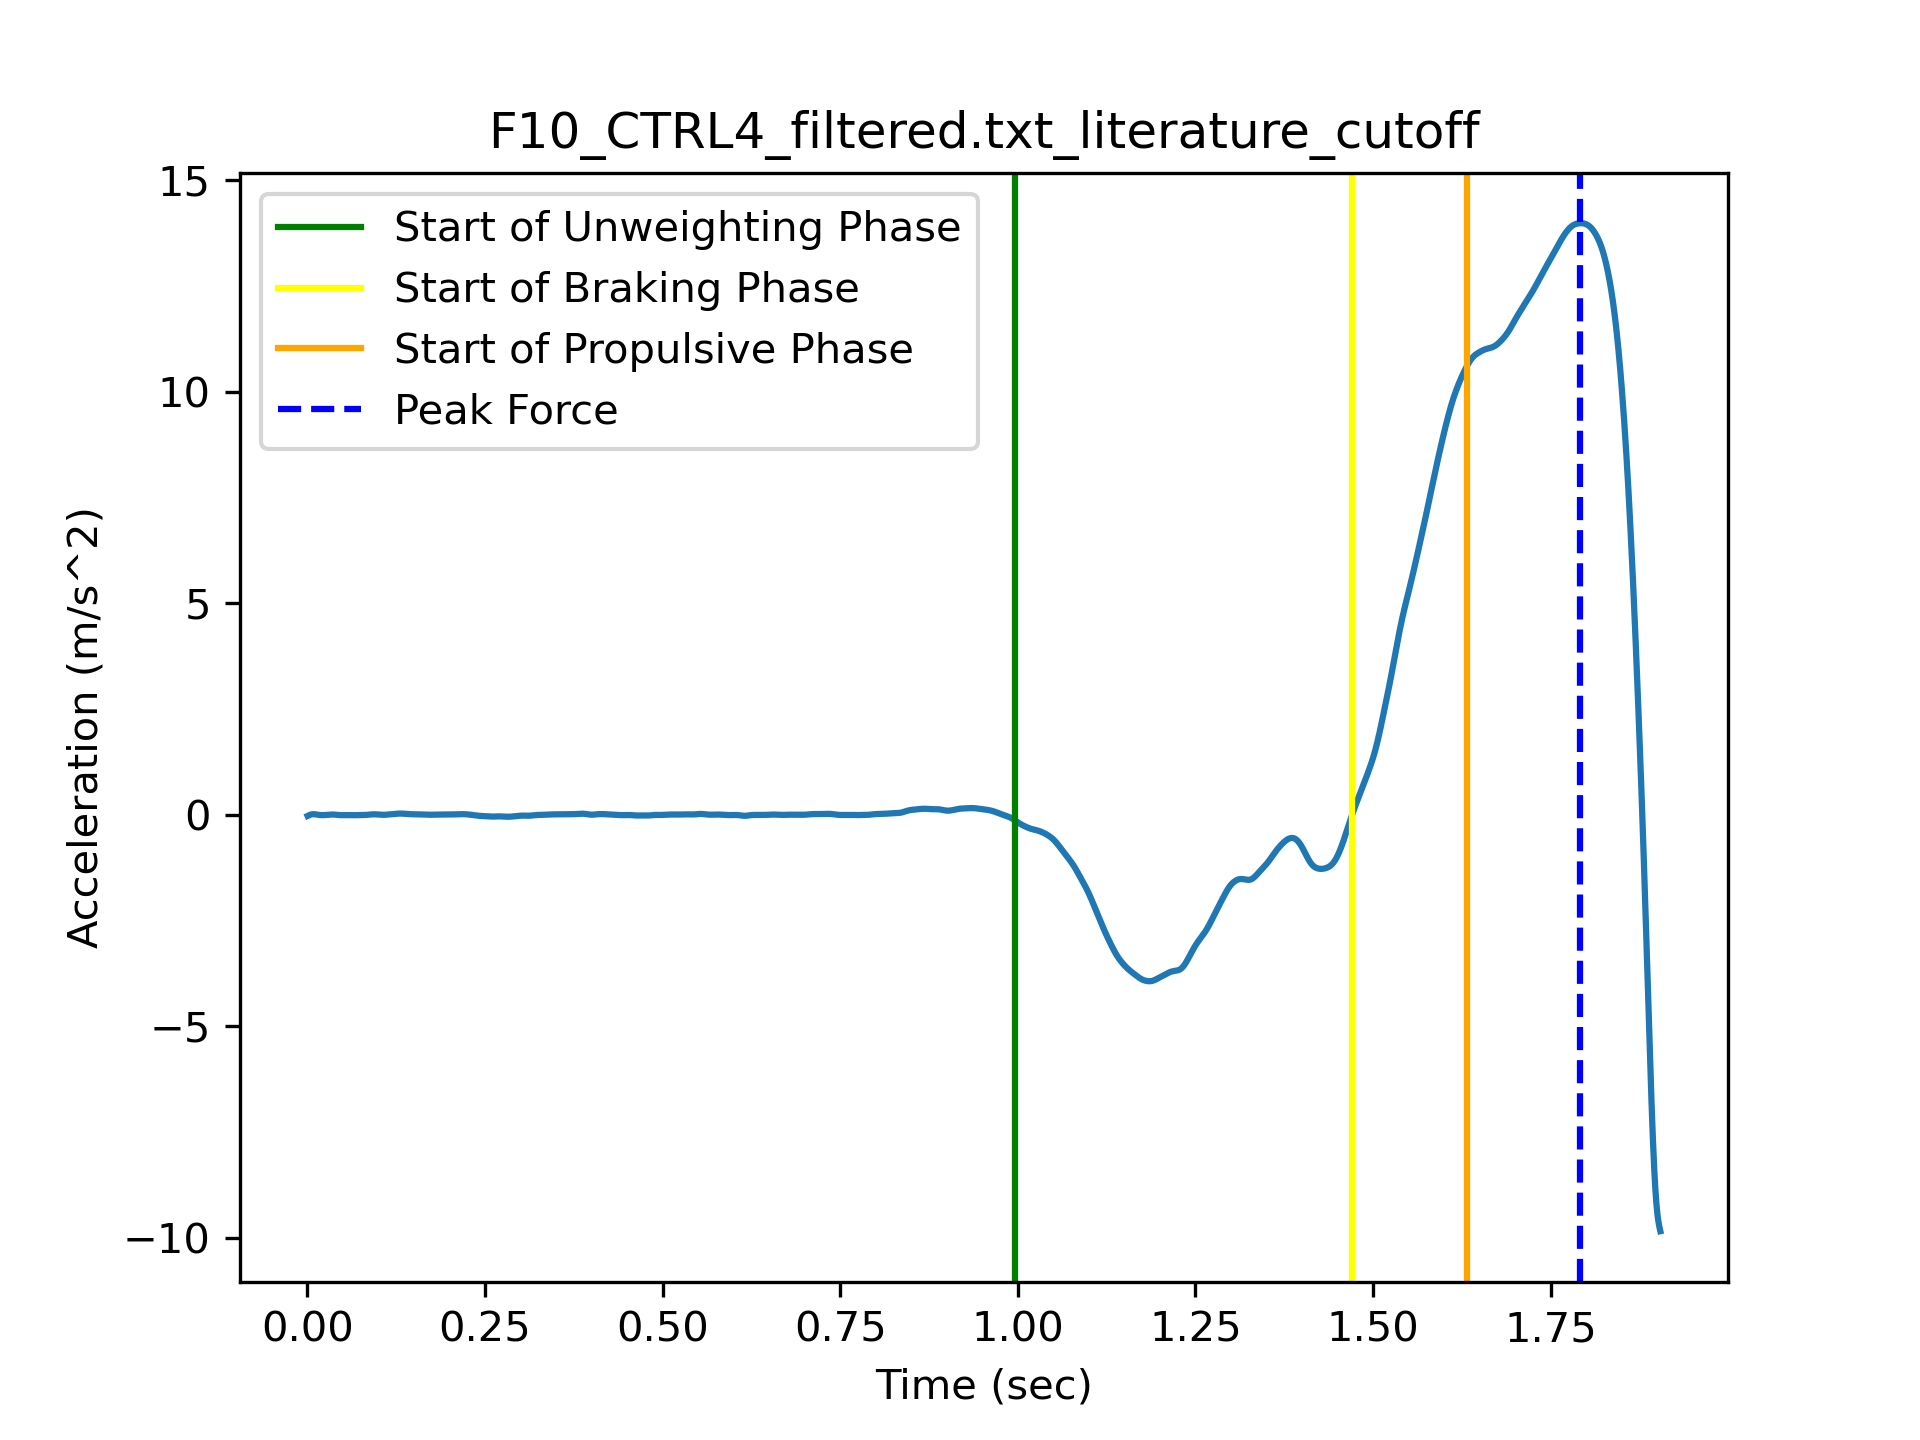 F10_CTRL4_filtered.txt_literature_cutoff
15
10
5
0
−5
−10
Acceleration (m/s^2)
Start of Unweighting Phase
Start of Braking Phase
Start of Propulsive Phase
Peak Force
0.00 0.25 0.50 0.75 1.00 1.25 1.50 1.75
Time (sec)